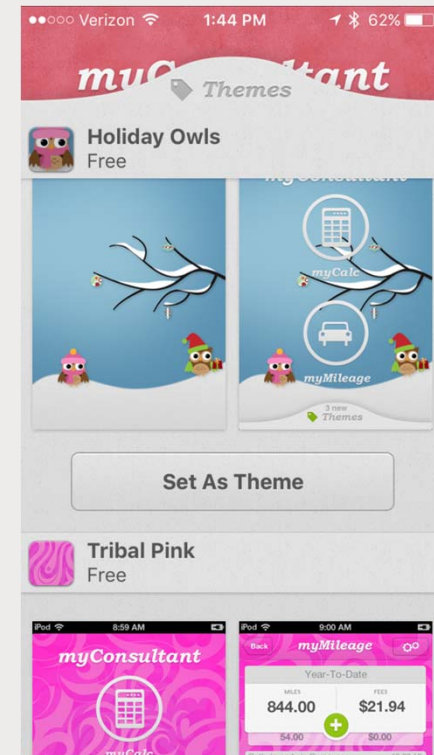 Verizon 1:44 PM 62%
Themes
Holiday Owls
Free
myConsultant
myCalc
myMileage
3 new
Themes
Set As Theme
Tribal Pink
Free
iPod 8:59 AM
myConsultant
myCalc
iPod 9:00 AM
Back myMileage
Year-To-Date
MILES FEES
844.00 $21.94
54.00 $0.00